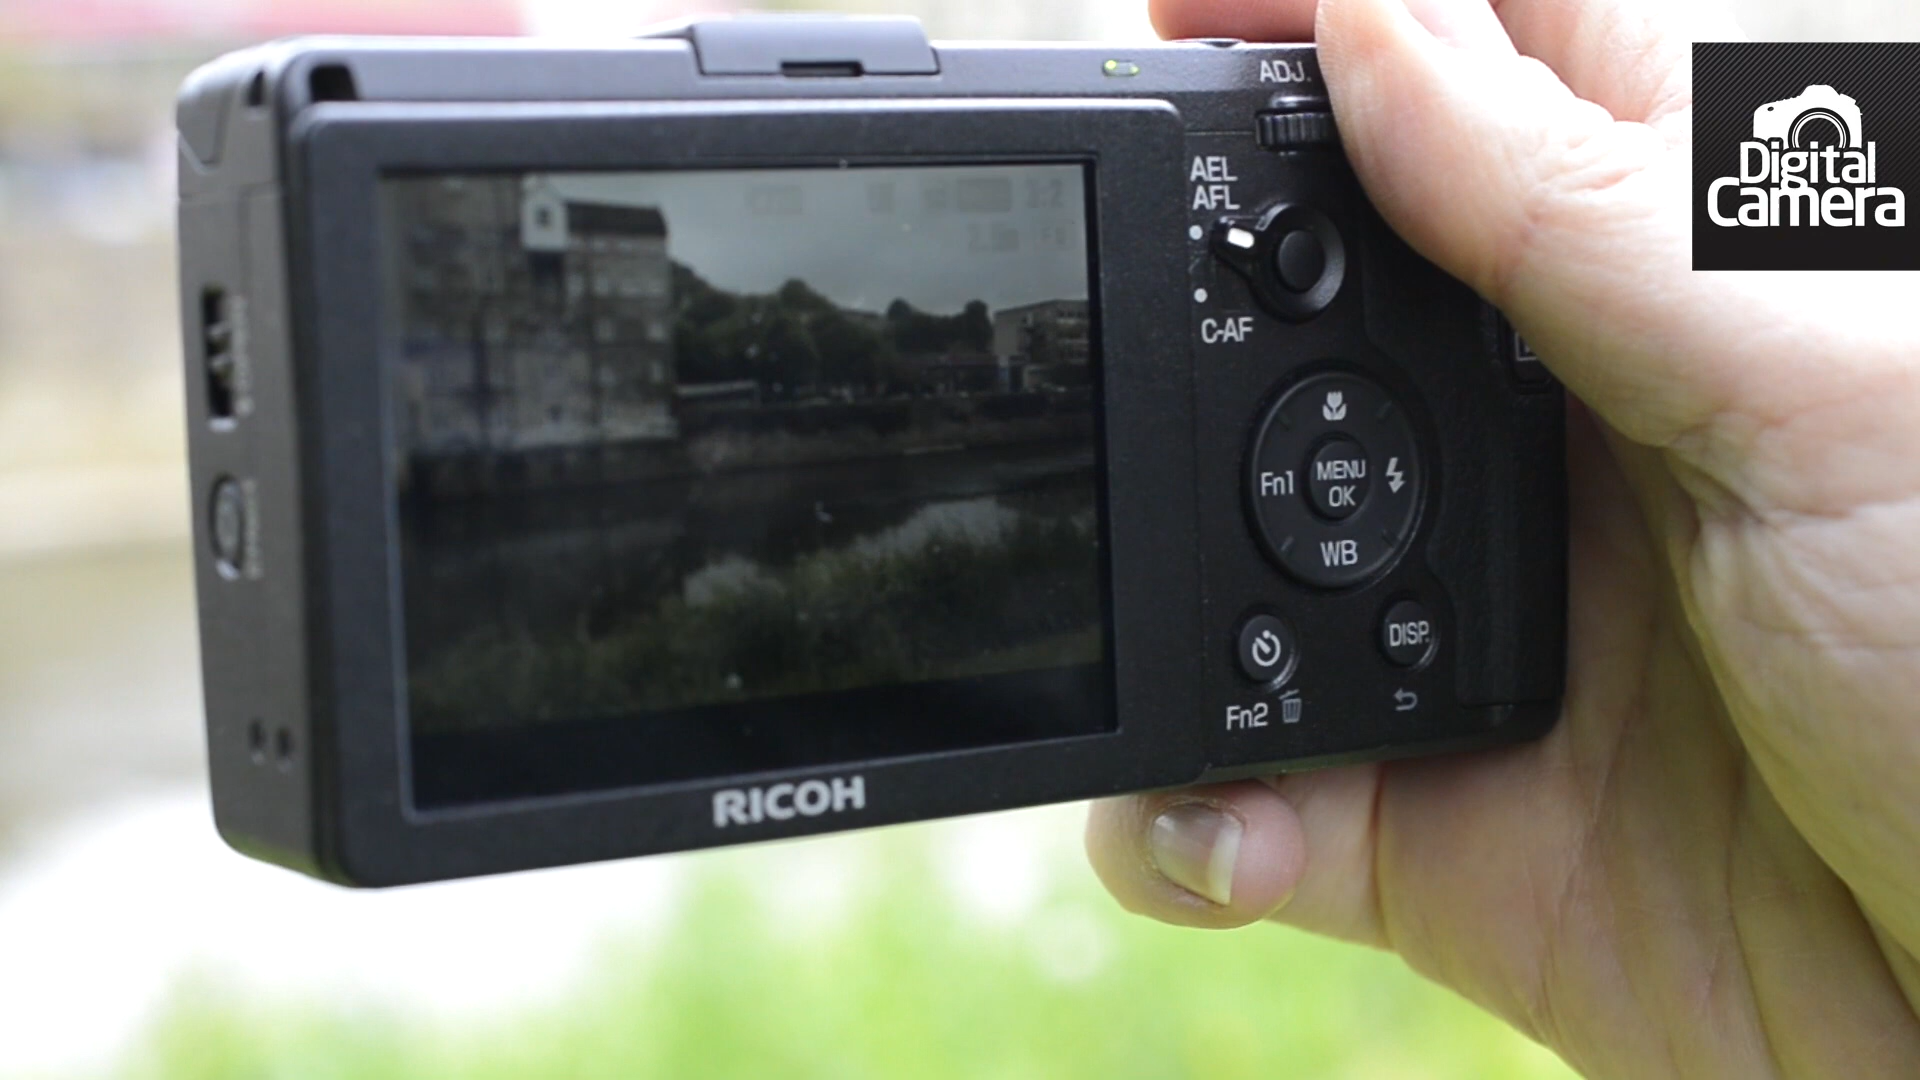 ADJ.
AEL
AFL
C-AF
Fn1
MENU
OK
WB
DISP.
Fn2
RICOH
Digital
Camera